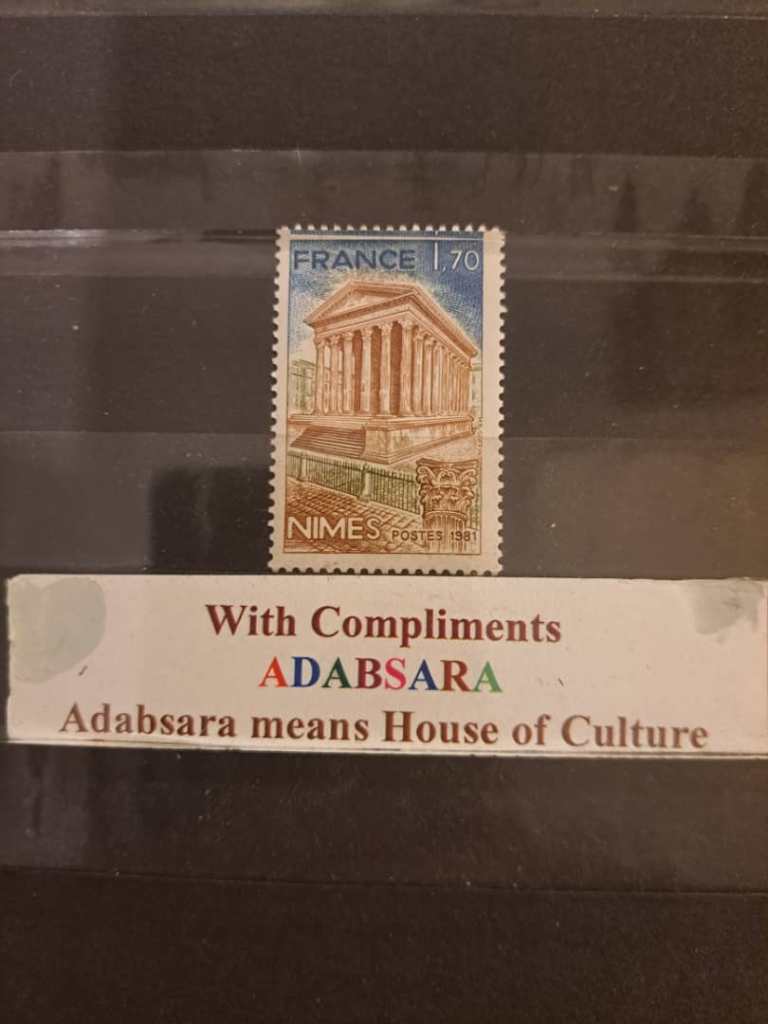 FRANCE 1,70
NIMES POSTES 1981
With Compliments
ADABSARA
Adabsara means House of Culture